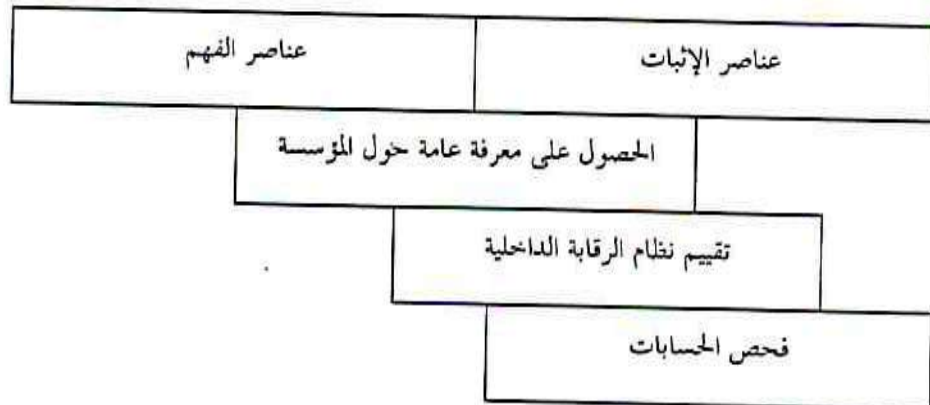 عناصر الإثبات
عناصر الفهم
الحصول على معرفة عامة حول المؤسسة
تقييم نظام الرقابة الداخلية
فحص الحسابات